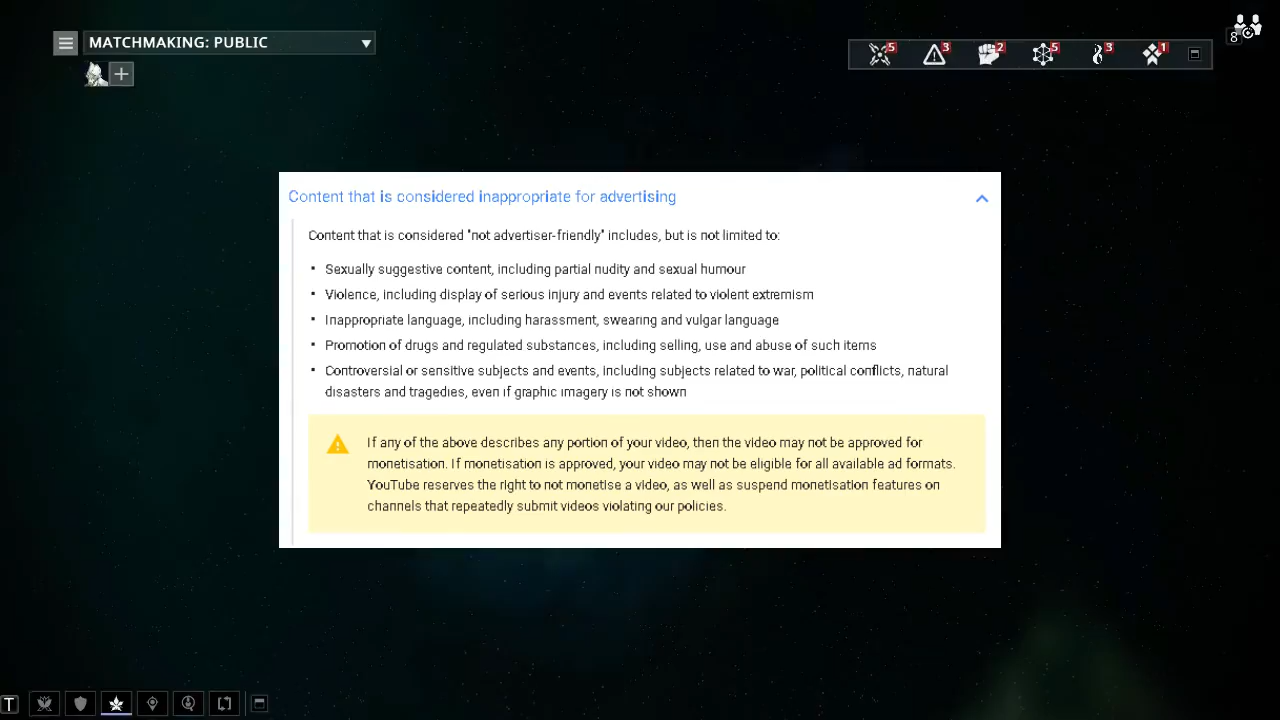 MATCHMAKING: PUBLIC
5 3 2 5 3 1
8
Content that is considered inappropriate for advertising
Content that is considered "not advertiser-friendly" includes, but is not limited to:
• Sexually suggestive content, including partial nudity and sexual humour
• Violence, including display of serious injury and events related to violent extremism
• Inappropriate language, including harassment, swearing and vulgar language
• Promotion of drugs and regulated substances, including selling, use and abuse of such items
• Controversial or sensitive subjects and events, including subjects related to war, political conflicts, natural
disasters and tragedies, even if graphic imagery is not shown
If any of the above describes any portion of your video, then the video may not be approved for
monetisation. If monetisation is approved, your video may not be eligible for all available ad formats.
YouTube reserves the right to not monetise a video, as well as suspend monetisation features on
channels that repeatedly submit videos violating our policies.
T